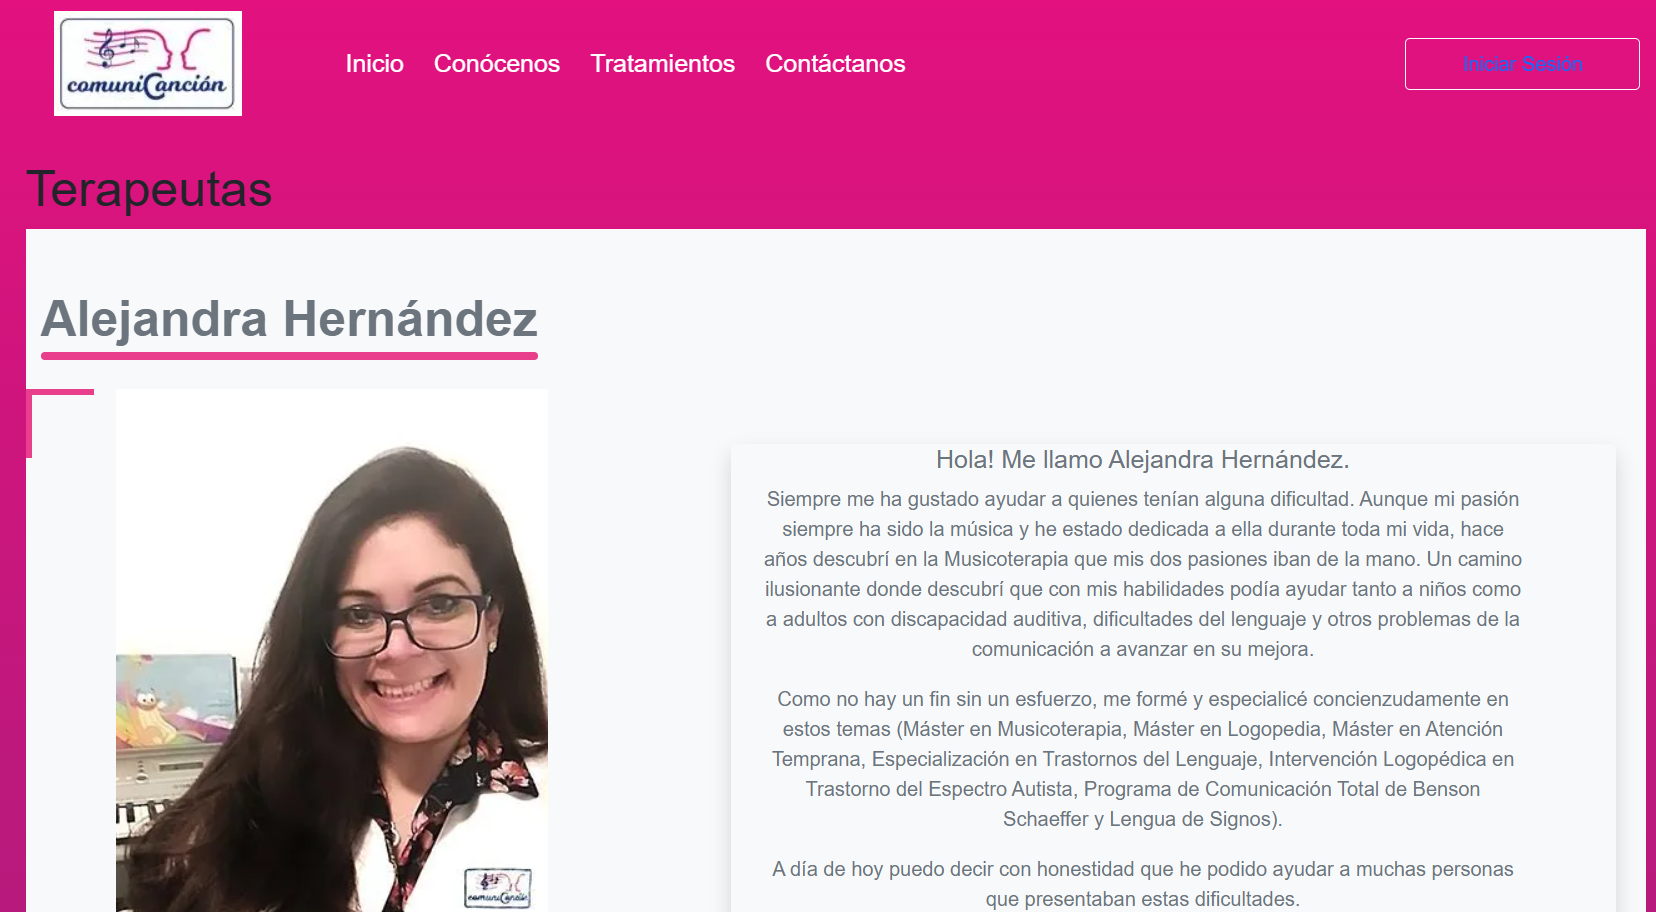 comuniCanción
Inicio Conócenos Tratamientos Contáctanos
Iniciar Sesión
Terapeutas
Alejandra Hernández
Hola! Me llamo Alejandra Hernández.
Siempre me ha gustado ayudar a quienes tenían alguna dificultad. Aunque mi pasión
siempre ha sido la música y he estado dedicada a ella durante toda mi vida, hace
años descubrí en la Musicoterapia que mis dos pasiones iban de la mano. Un camino
ilusionante donde descubrí que con mis habilidades podía ayudar tanto a niños como
a adultos con discapacidad auditiva, dificultades del lenguaje y otros problemas de la
comunicación a avanzar en su mejora.
Como no hay un fin sin un esfuerzo, me formé y especialicé concienzudamente en
estos temas (Máster en Musicoterapia, Máster en Logopedia, Máster en Atención
Temprana, Especialización en Trastornos del Lenguaje, Intervención Logopédica en
Trastorno del Espectro Autista, Programa de Comunicación Total de Benson
Schaeffer y Lengua de Signos).
A día de hoy puedo decir con honestidad que he podido ayudar a muchas personas
que presentaban estas dificultades.
comuniCanción